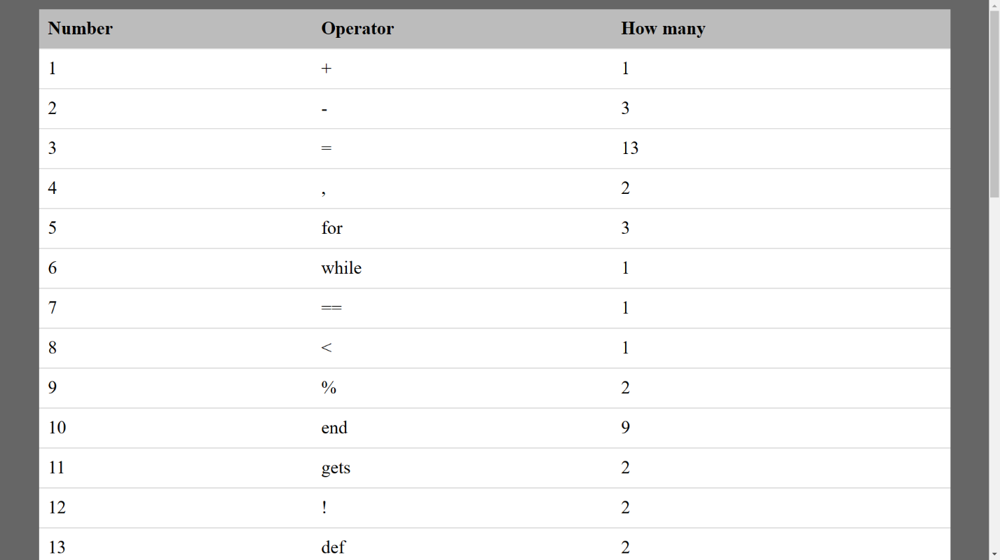 Number Operator How many
1 + 1
2 - 3
3 = 13
4 , 2
5 for 3
6 while 1
7 == 1
8 < 1
9 % 2
10 end 9
11 gets 2
12 ! 2
13 def 2